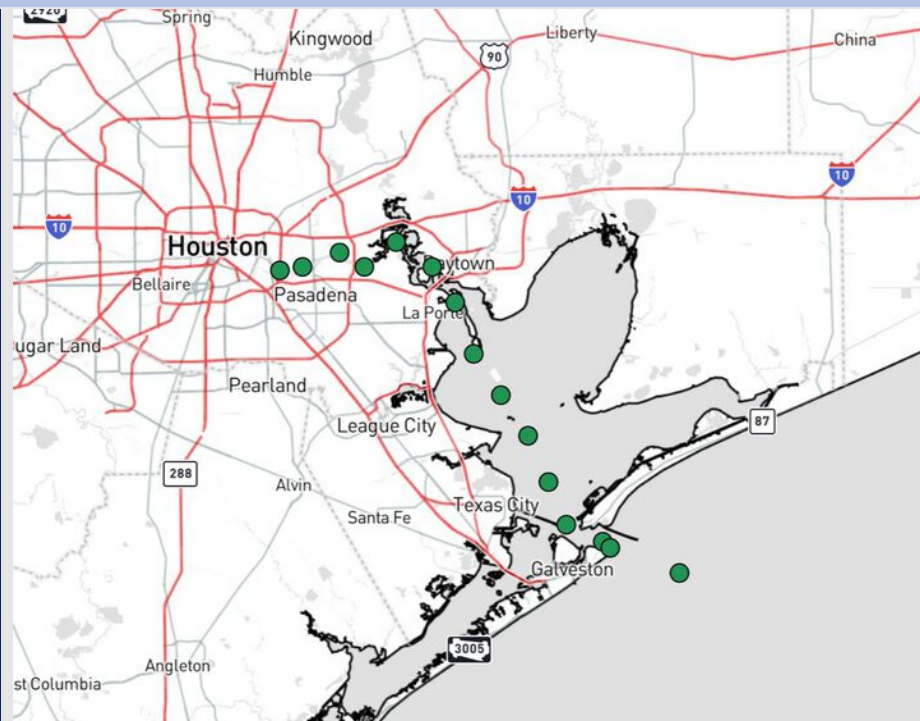 2920
Spring
Kingwood
Liberty
90
China
Humble
10
10
10
Houston
Baytown
Bellaire
Pasadena
La Porte
ugar Land
Pearland
87
League City
288
Alvin
Texas City
Santa Fe
Galveston
3005
Angleton
st Columbia